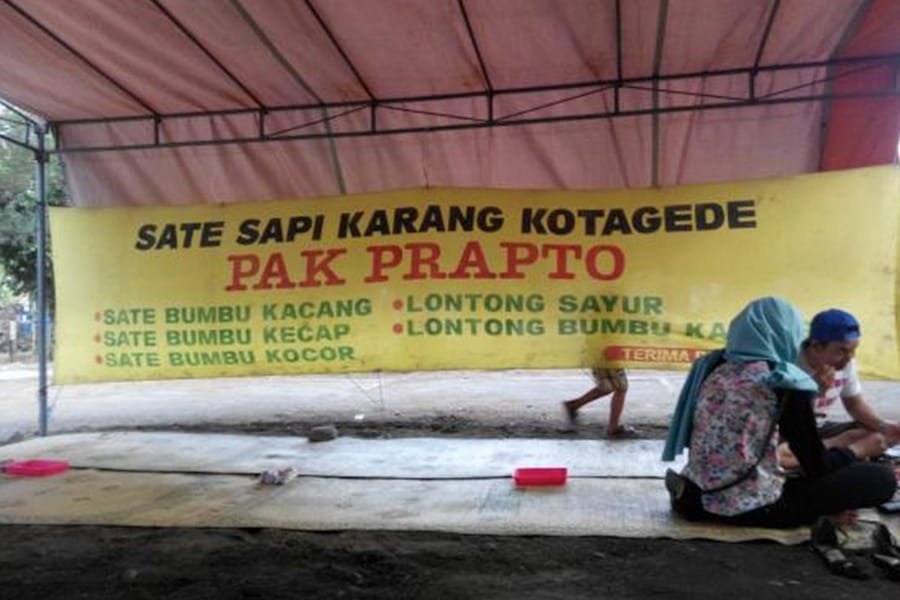 SATE SAPI KARANG KOTAGEDE
PAK PRAPTO
•SATE BUMBU KACANG
•SATE BUMBU KECAP
•SATE BUMBU KOCOR
•LONTONG SAYUR
•LONTONG BUMBU
TERIMA